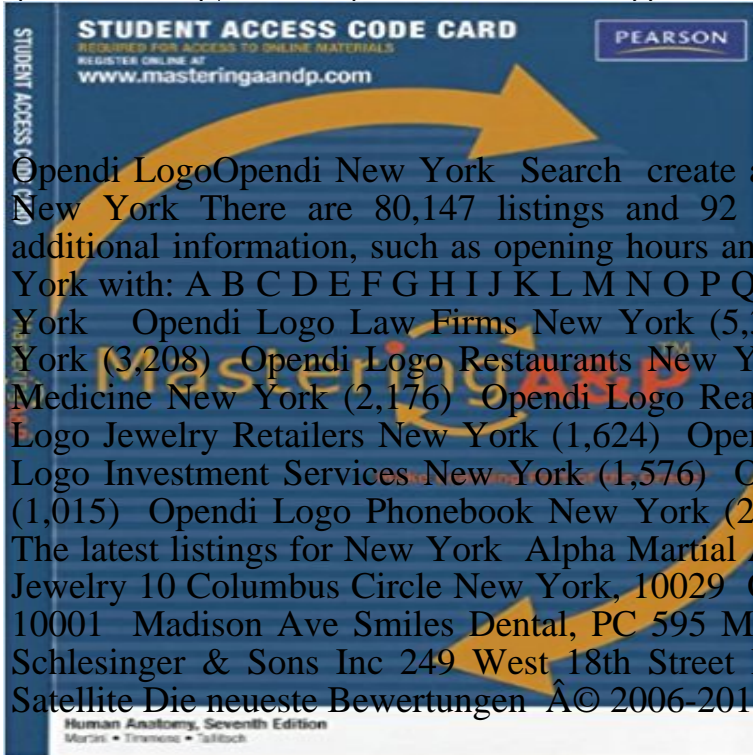 STUDENT ACCESS CODE CARD
REQUIRED FOR ACCESS TO ONLINE MATERIALS
REGISTER ONLINE AT
www.masteringaandp.com
PEARSON
STUDENT ACCESS CODE CARD
Opendi LogoOpendi New York Search create a
New York There are 80,147 listings and 92
additional information, such as opening hours an
York with: A B C D E F G H I J K L M N O P Q
York Opendi Logo Law Firms New York (5,
York (3,208) Opendi Logo Restaurants New Y
Medicine New York (2,176) Opendi Logo Rea
Logo Jewelry Retailers New York (1,624) Oper
Logo Investment Services New York (1,576) O
(1,015) Opendi Logo Phonebook New York (2
The latest listings for New York Alpha Martial
Jewelry 10 Columbus Circle New York, 10029
10001 Madison Ave Smiles Dental, PC 595 M
Schlesinger & Sons Inc 249 West 18th Street
Satellite Die neueste Bewertungen Â© 2006-201
MasteringA&P™
Human Anatomy, Seventh Edition
Martini • Timmons • Tallitsch